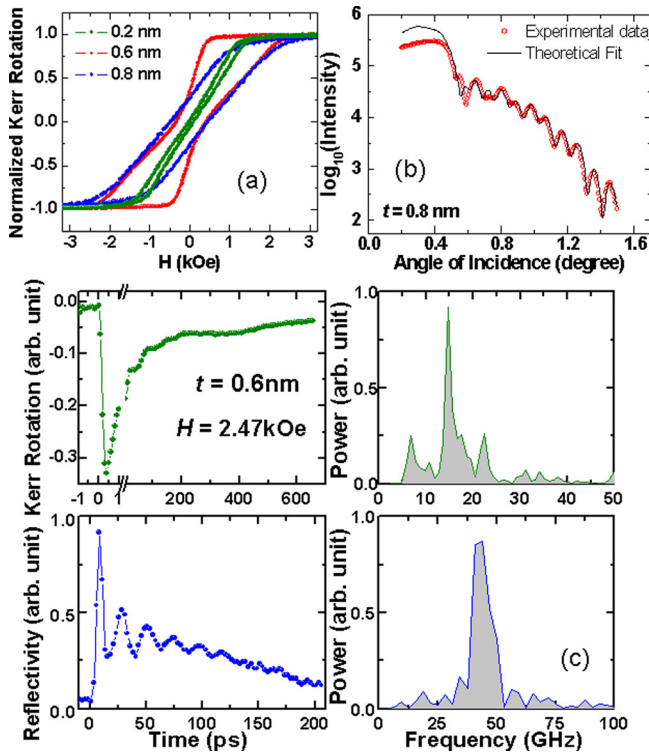 Normalized Kerr Rotation
1.0
0.5
0.0
-0.5
-1.0
0.2 nm
0.6 nm
0.8 nm
(a)
-3 -2 -1 0 1 2 3
H (kOe)
log10(Intensity)
6
5
4
3
2
Experimental data
Theoretical Fit
(b)
t = 0.8 nm
0.0 0.4 0.8 1.2 1.6
Angle of Incidence (degree)
Kerr Rotation (arb. unit)
0.0
-0.1
-0.2
-0.3
t = 0.6nm
H = 2.47kOe
-1 0 1 200 400 600
Power (arb. unit)
1.0
0.5
0.0
0 10 20 30 40 50
Reflectivity (arb. unit)
1.0
0.5
0.0
0 50 100 150 200
Time (ps)
Power (arb. unit)
1.0
0.5
0.0
(c)
0 25 50 75 100
Frequency (GHz)